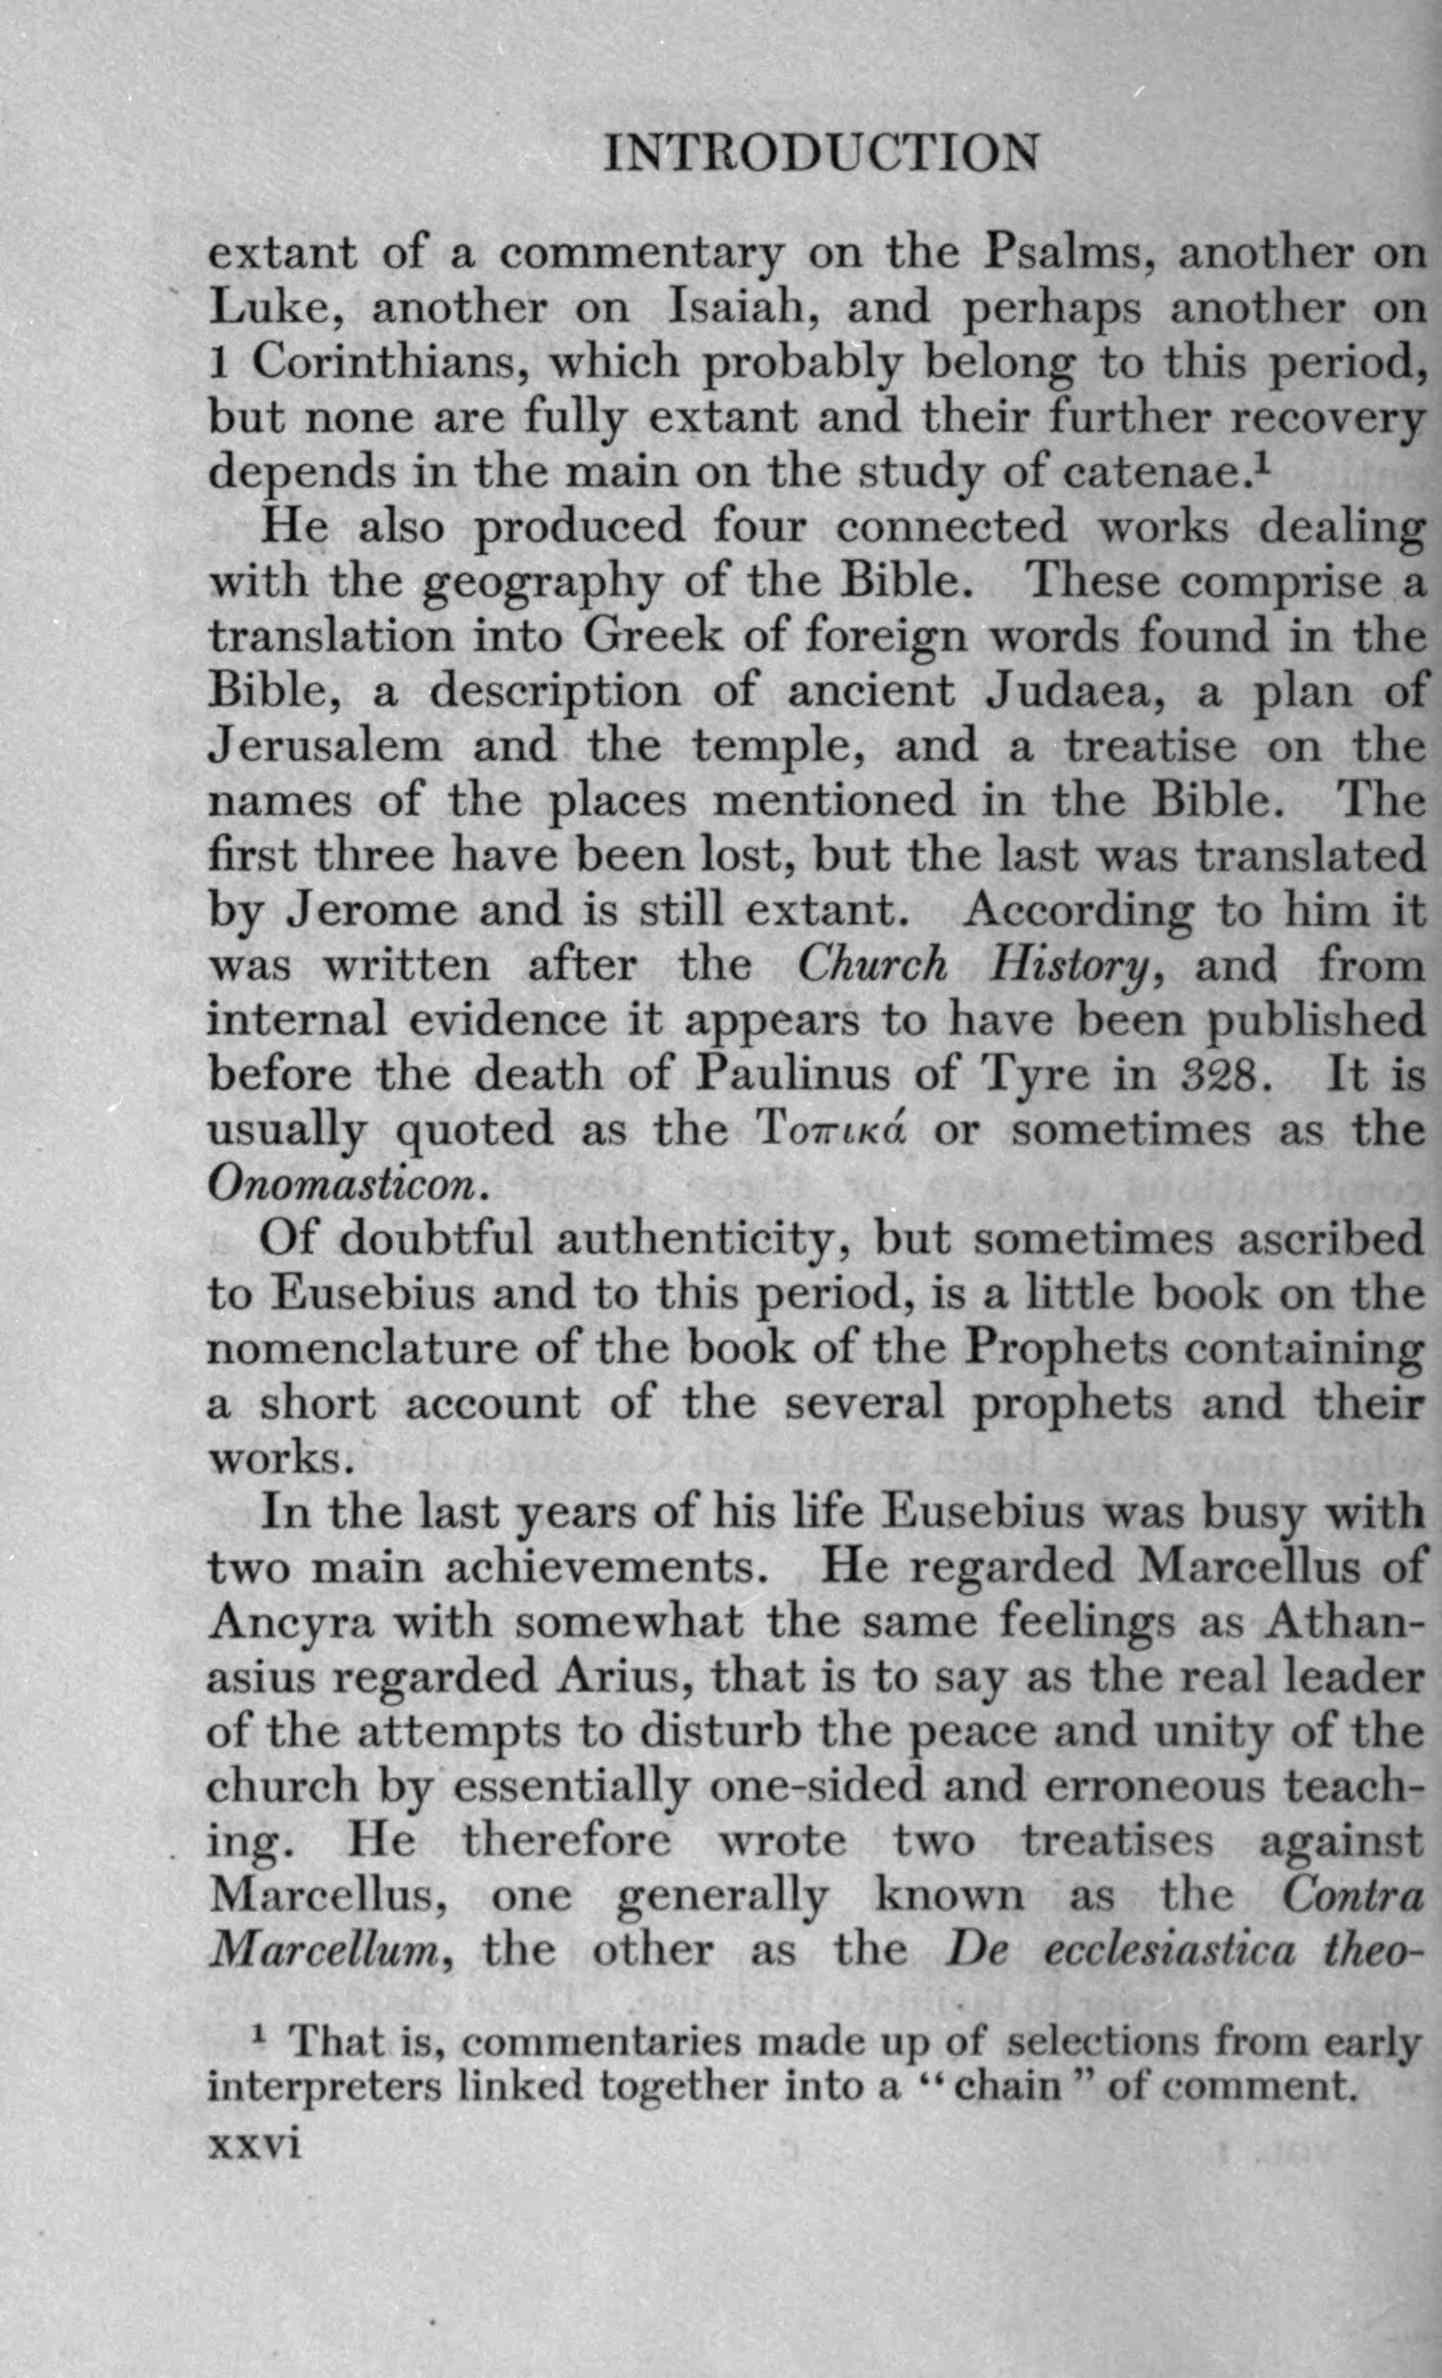 INTRODUCTION
extant of a commentary on the Psalms, another on
Luke, another on Isaiah, and perhaps another on
1 Corinthians, which probably belong to this period,
but none are fully extant and their further recovery
depends in the main on the study of catenae.¹
He also produced four connected works dealing
with the geography of the Bible. These comprise a
translation into Greek of foreign words found in the
Bible, a description of ancient Judaea, a plan of
Jerusalem and the temple, and a treatise on the
names of the places mentioned in the Bible. The
first three have been lost, but the last was translated
by Jerome and is still extant. According to him it
was written after the Church History, and from
internal evidence it appears to have been published
before the death of Paulinus of Tyre in 328. It is
usually quoted as the Τοπικά or sometimes as the
Onomasticon.
Of doubtful authenticity, but sometimes ascribed
to Eusebius and to this period, is a little book on the
nomenclature of the book of the Prophets containing
a short account of the several prophets and their
works.
In the last years of his life Eusebius was busy with
two main achievements. He regarded Marcellus of
Ancyra with somewhat the same feelings as Athan-
asius regarded Arius, that is to say as the real leader
of the attempts to disturb the peace and unity of the
church by essentially one-sided and erroneous teach-
ing. He therefore wrote two treatises against
Marcellus, one generally known as the Contra
Marcellum, the other as the De ecclesiastica theo-
¹ That is, commentaries made up of selections from early
interpreters linked together into a “ chain ” of comment.
xxvi